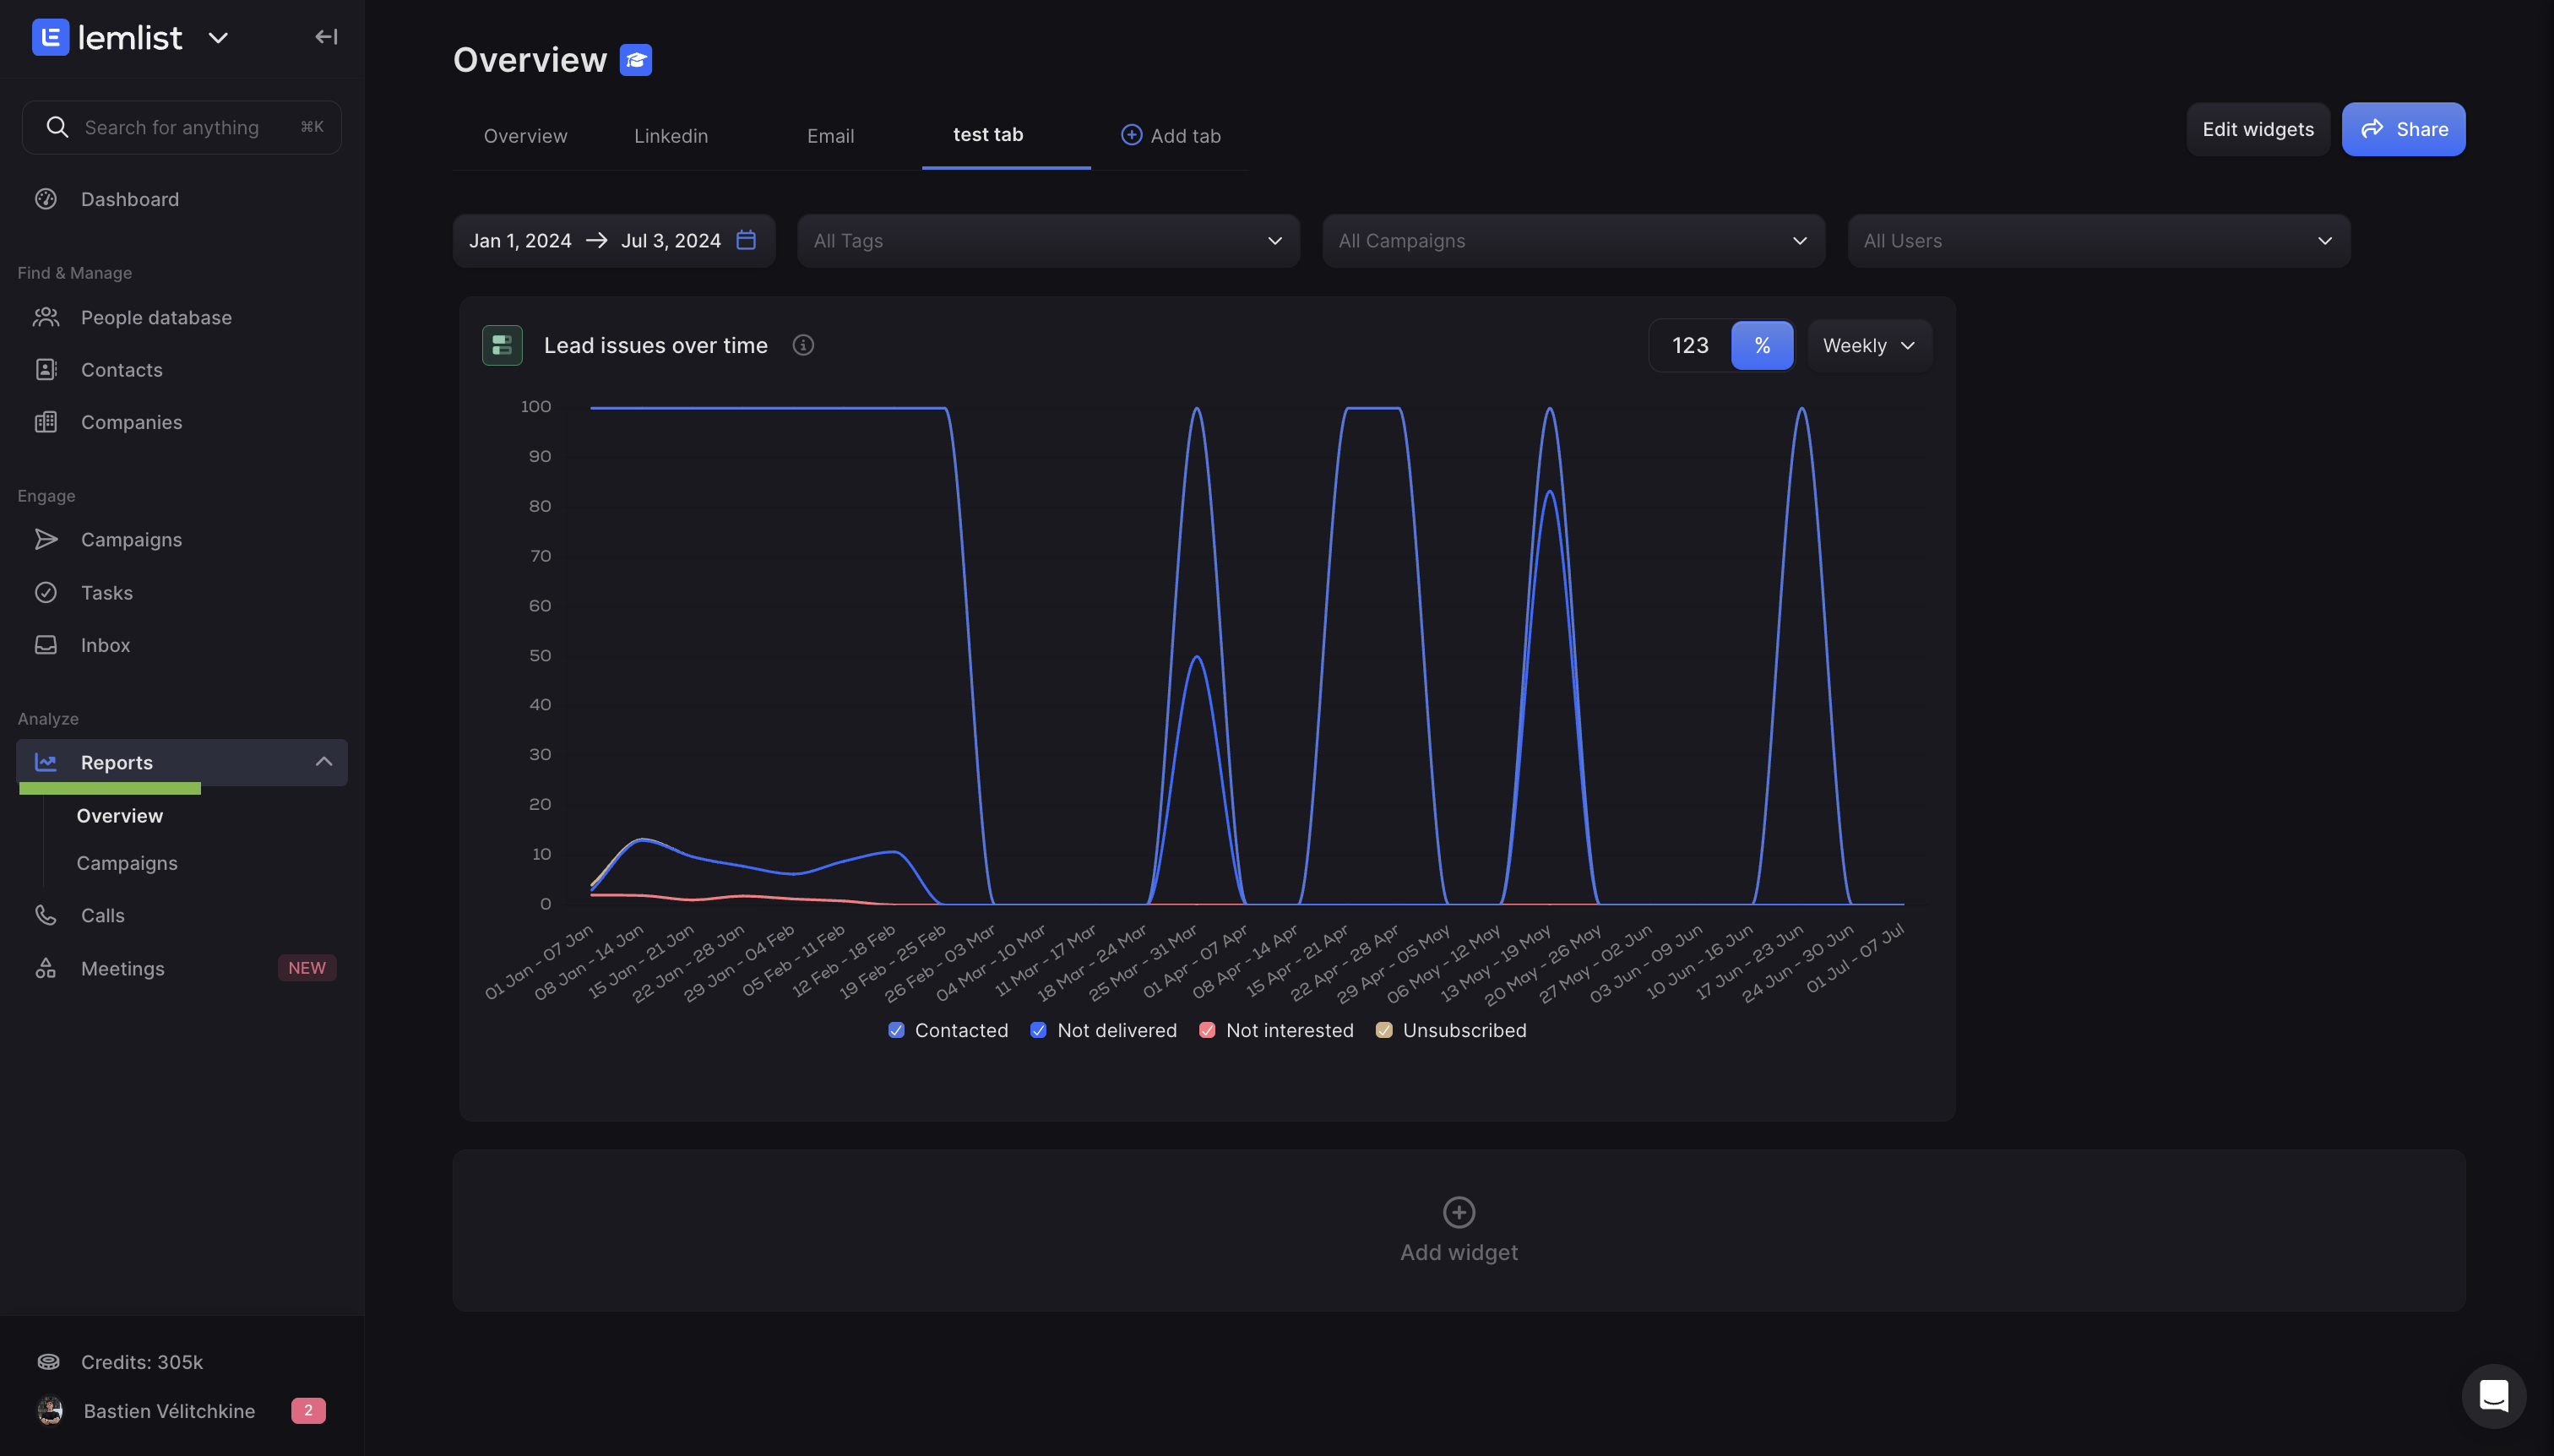 lemlist
Search for anything ⌘K
Dashboard
Find & Manage
People database
Contacts
Companies
Engage
Campaigns
Tasks
Inbox
Analyze
Reports
Overview
Campaigns
Calls
Meetings NEW
Credits: 305k
Bastien Vélitchkine 2
Overview
Overview Linkedin Email test tab Add tab
Edit widgets Share
Jan 1, 2024 → Jul 3, 2024 All Tags All Campaigns All Users
Lead issues over time 123 % Weekly
100
90
80
70
60
50
40
30
20
10
0
01 Jan - 07 Jan
08 Jan - 14 Jan
15 Jan - 21 Jan
22 Jan - 28 Jan
29 Jan - 04 Feb
05 Feb - 11 Feb
12 Feb - 18 Feb
19 Feb - 25 Feb
26 Feb - 03 Mar
04 Mar - 10 Mar
11 Mar - 17 Mar
18 Mar - 24 Mar
25 Mar - 31 Mar
01 Apr - 07 Apr
08 Apr - 14 Apr
15 Apr - 21 Apr
22 Apr - 28 Apr
29 Apr - 05 May
06 May - 12 May
13 May - 19 May
20 May - 26 May
27 May - 02 Jun
03 Jun - 09 Jun
10 Jun - 16 Jun
17 Jun - 23 Jun
24 Jun - 30 Jun
01 Jul - 07 Jul
Contacted Not delivered Not interested Unsubscribed
Add widget